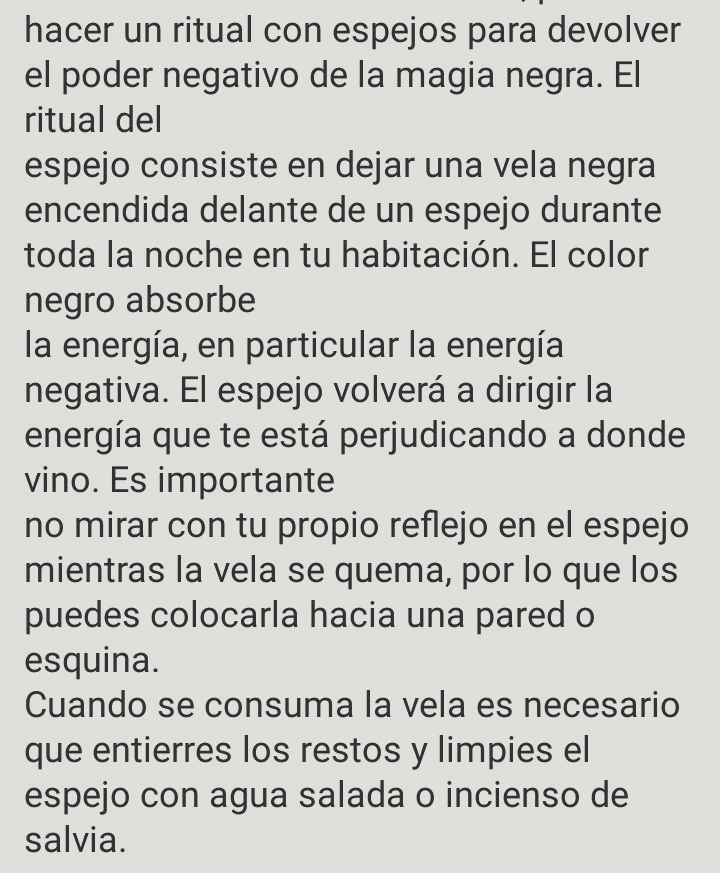 hacer un ritual con espejos para devolver
el poder negativo de la magia negra. El
ritual del
espejo consiste en dejar una vela negra
encendida delante de un espejo durante
toda la noche en tu habitación. El color
negro absorbe
la energía, en particular la energía
negativa. El espejo volverá a dirigir la
energía que te está perjudicando a donde
vino. Es importante
no mirar con tu propio reflejo en el espejo
mientras la vela se quema, por lo que los
puedes colocarla hacia una pared o
esquina.
Cuando se consuma la vela es necesario
que entierres los restos y limpies el
espejo con agua salada o incienso de
salvia.